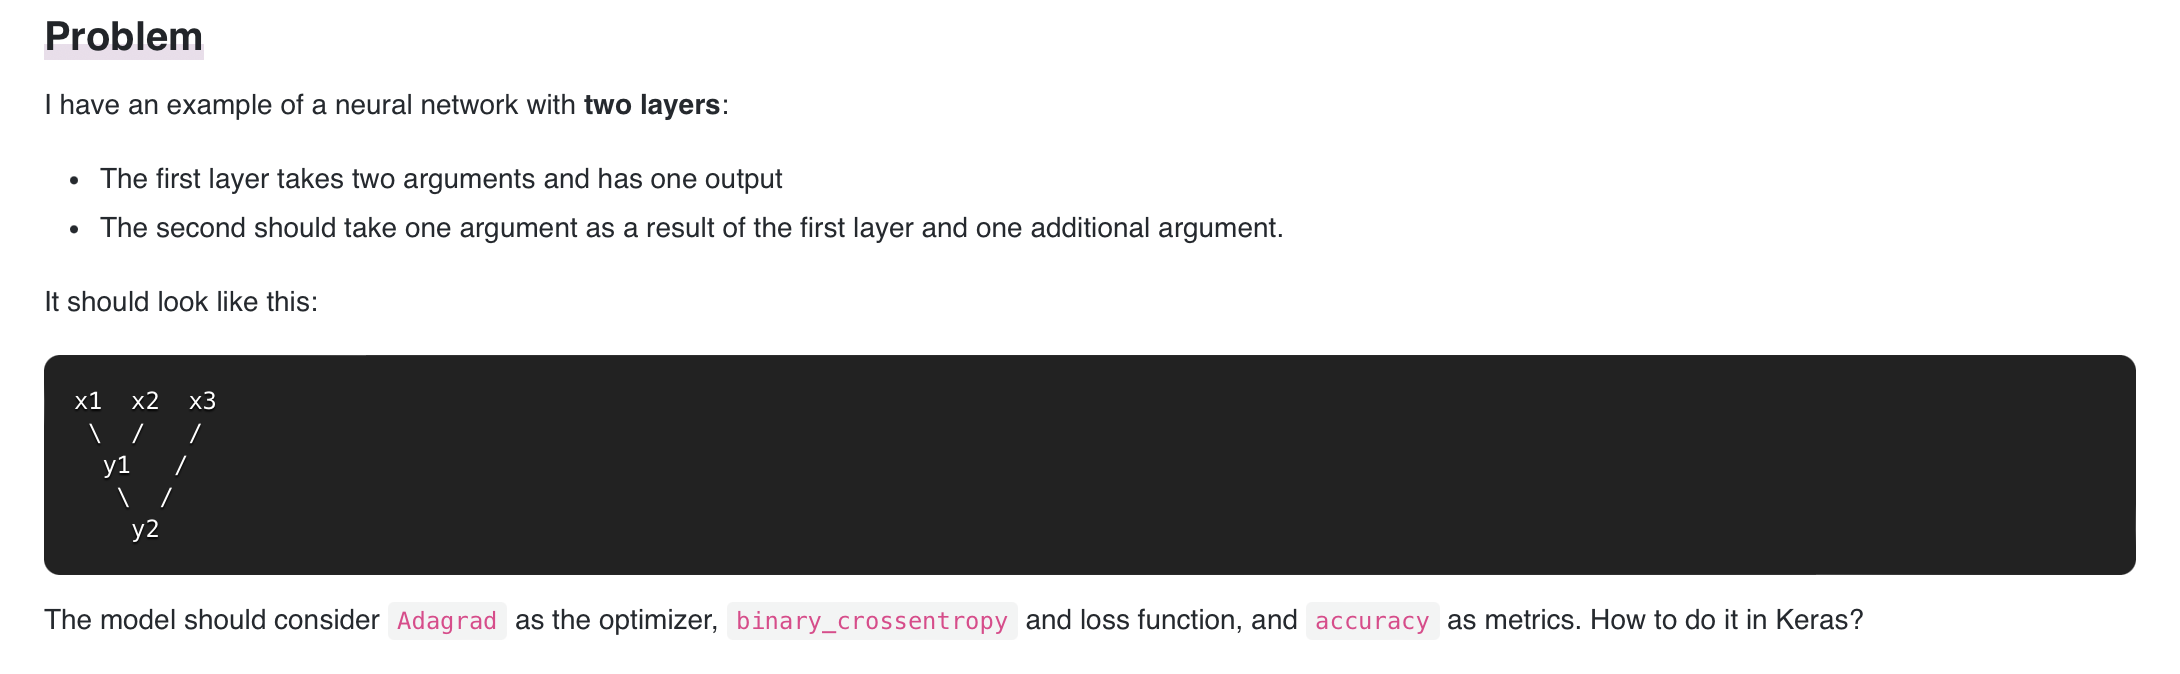 Problem
I have an example of a neural network with two layers:
• The first layer takes two arguments and has one output
• The second should take one argument as a result of the first layer and one additional argument.
It should look like this:
x1  x2  x3
 \  /   /
  y1   /
   \  /
    y2
The model should consider Adagrad as the optimizer, binary_crossentropy and loss function, and accuracy as metrics. How to do it in Keras?